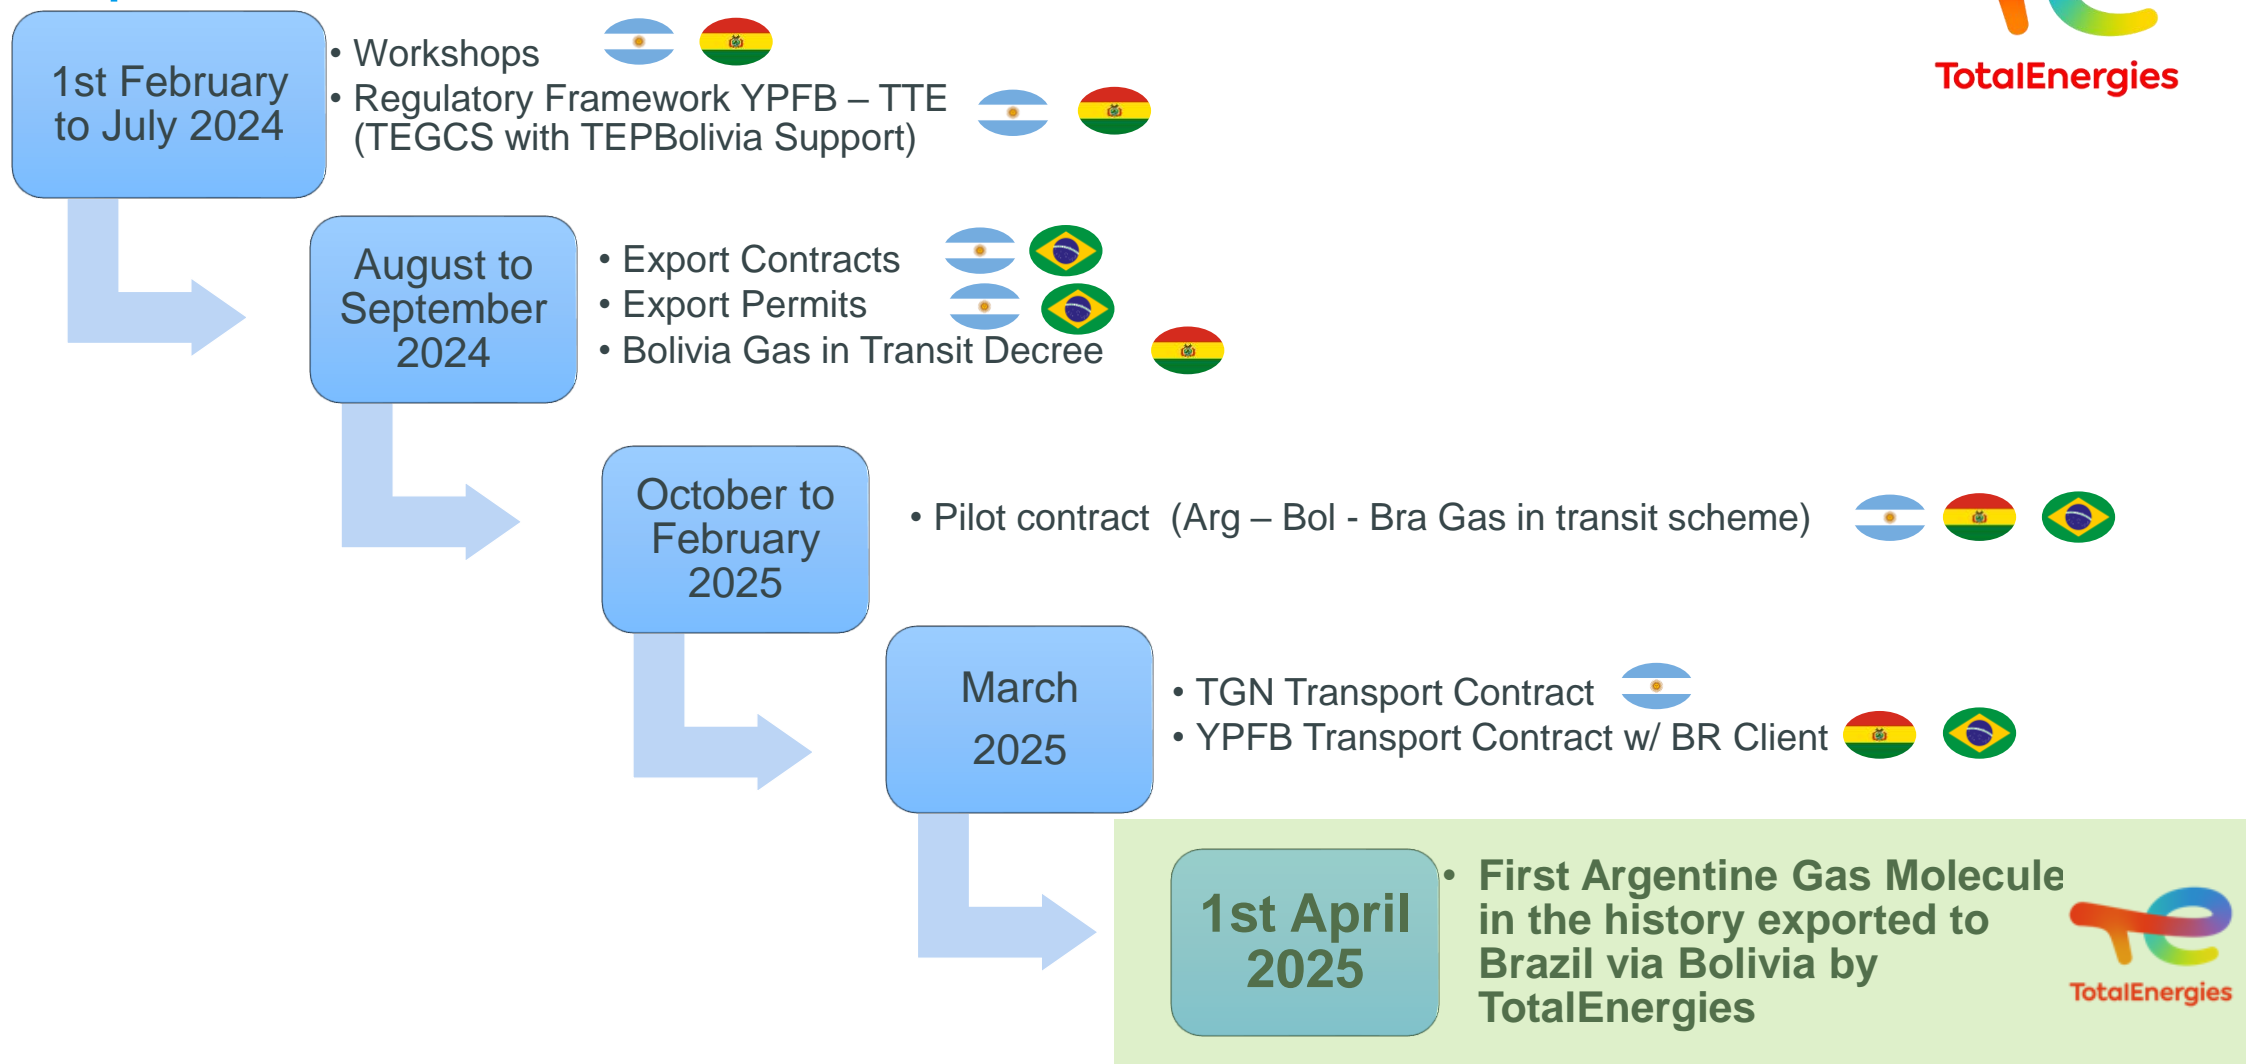 TotalEnergies
1st February
to July 2024
• Workshops
• Regulatory Framework YPFB – TTE
(TEGCS with TEPBolivia Support)
August to
September
2024
• Export Contracts
• Export Permits
• Bolivia Gas in Transit Decree
October to
February
2025
• Pilot contract (Arg – Bol - Bra Gas in transit scheme)
March
2025
• TGN Transport Contract
• YPFB Transport Contract w/ BR Client
1st April
2025
• First Argentine Gas Molecule
in the history exported to
Brazil via Bolivia by
TotalEnergies
TotalEnergies